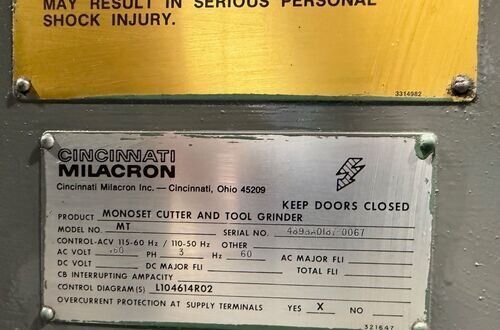 MAY RESULT IN SERIOUS PERSONAL
SHOCK INJURY.
3314982
CINCINNATI
MILACRON
Cincinnati Milacron Inc. — Cincinnati, Ohio 45209
KEEP DOORS CLOSED
PRODUCT MONOSET CUTTER AND TOOL GRINDER
MODEL NO. MT SERIAL NO.
CONTROL-ACV 115-60 Hz / 110-50 Hz OTHER
AC VOLT PH 3 Hz 60 AC MAJOR FLI
DC VOLT DC MAJOR FLI TOTAL FLI
CB INTERRUPTING AMPACITY
CONTROL DIAGRAM(S) L104614R02
OVERCURRENT PROTECTION AT SUPPLY TERMINALS YES X NO
321647